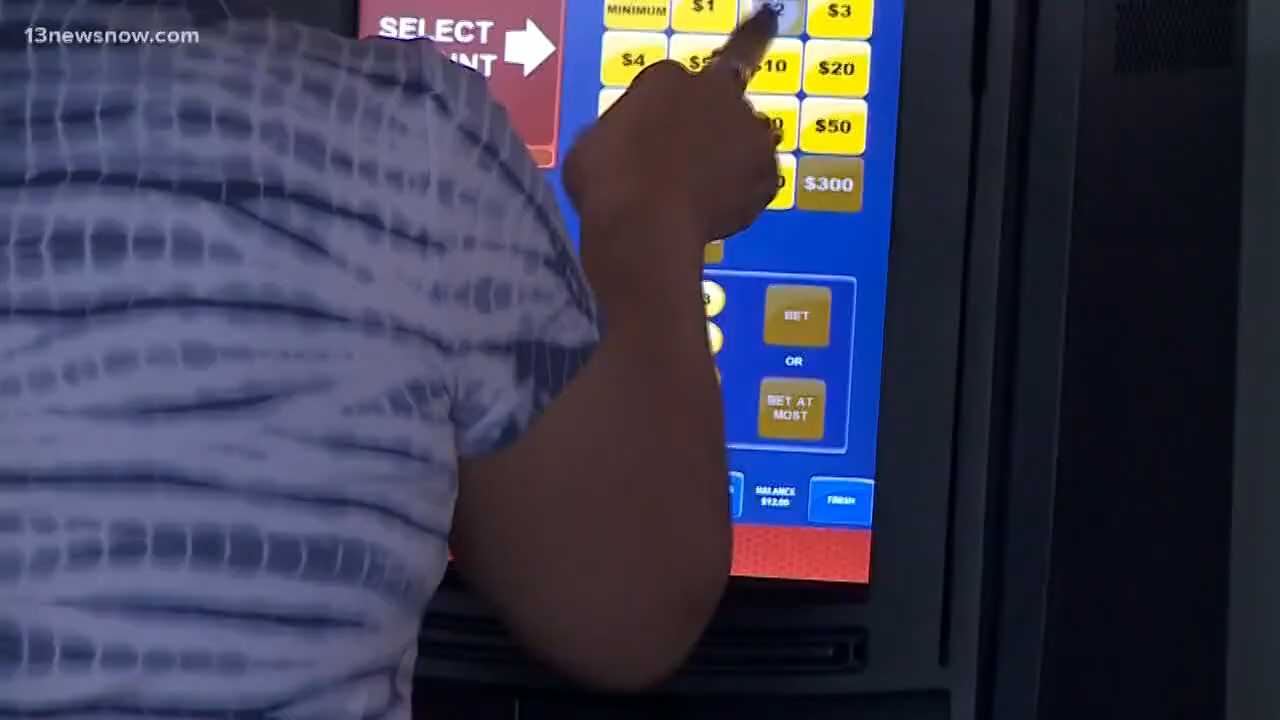 13newsnow.com
SELECT
MINIMUM $1 $3
$4 $10 $20
$50
$300
BET
OR
BET AT
MOST
BALANCE
$12.00
FINISH